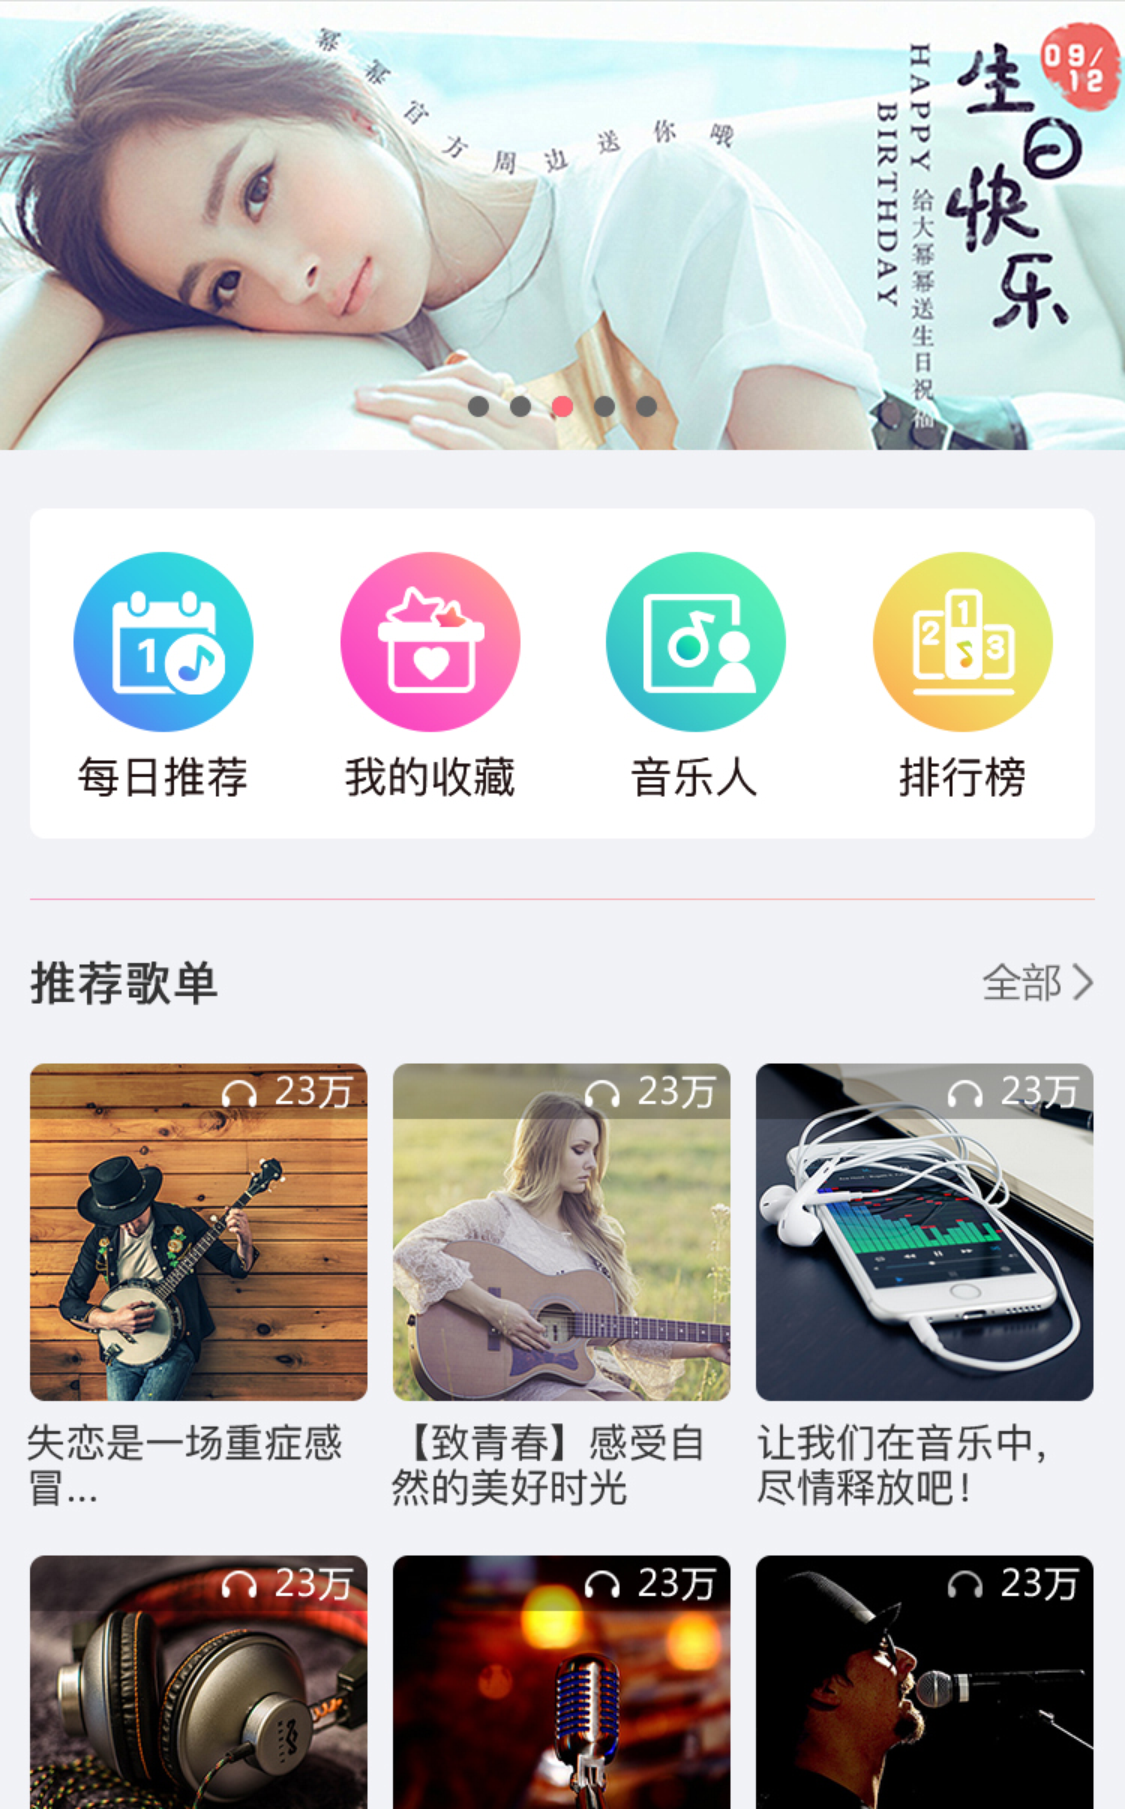 幂幂官方周边送你哦
09/12
生日快乐
HAPPY BIRTHDAY
给大幂幂送生日祝福
每日推荐
我的收藏
音乐人
排行榜
推荐歌单
全部
23万
23万
23万
失恋是一场重症感冒...
【致青春】感受自然的美好时光
让我们在音乐中，尽情释放吧！
23万
23万
23万